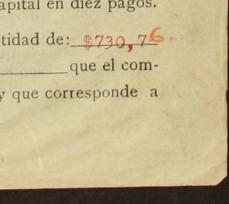 apital en diez pagos.
tidad de: $730,76.
que el com-
y que corresponde a